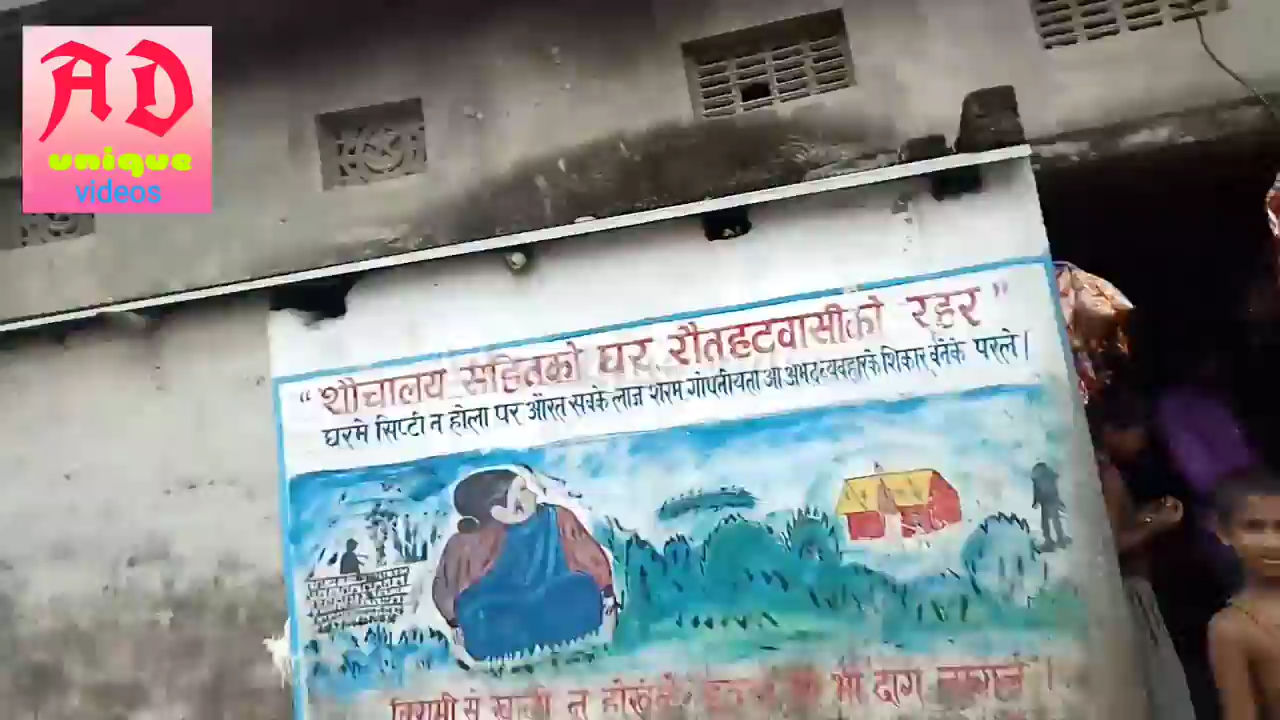 AD
unique
videos
“शौचालय सहितको घर रौतहटवासीको रहर”
घरमे सिप्टी न होला पर औरत सबके लाज शरम गोपनीयता आ अभद्र व्यवहारके शिकार बनेके परले।
से न भी दाग